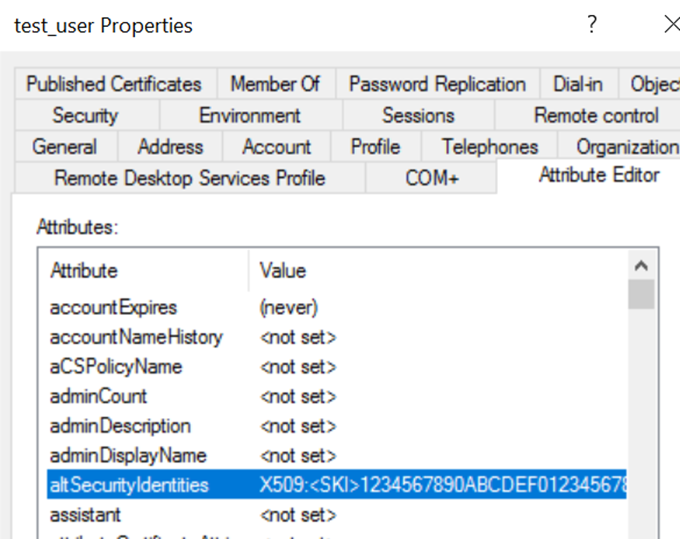 test_user Properties ?
Published Certificates Member Of Password Replication Dial-in Objec
Security Environment Sessions Remote control
General Address Account Profile Telephones Organization
Remote Desktop Services Profile COM+ Attribute Editor
Attributes:
Attribute Value
accountExpires (never)
accountNameHistory <not set>
aCSPolicyName <not set>
adminCount <not set>
adminDescription <not set>
adminDisplayName <not set>
altSecurityIdentities X509:<SKI>1234567890ABCDEF012345678
assistant <not set>